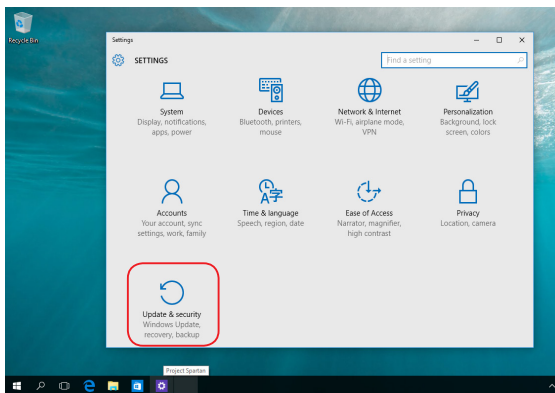 Recycle Bin
Settings
SETTINGS
Find a setting
System
Display, notifications,
apps, power
Devices
Bluetooth, printers,
mouse
Network & Internet
Wi-Fi, airplane mode,
VPN
Personalization
Background, lock
screen, colors
Accounts
Your account, sync
settings, work, family
Time & language
Speech, region, date
Ease of Access
Narrator, magnifier,
high contrast
Privacy
Location, camera
Update & security
Windows Update,
recovery, backup
Project Spartan